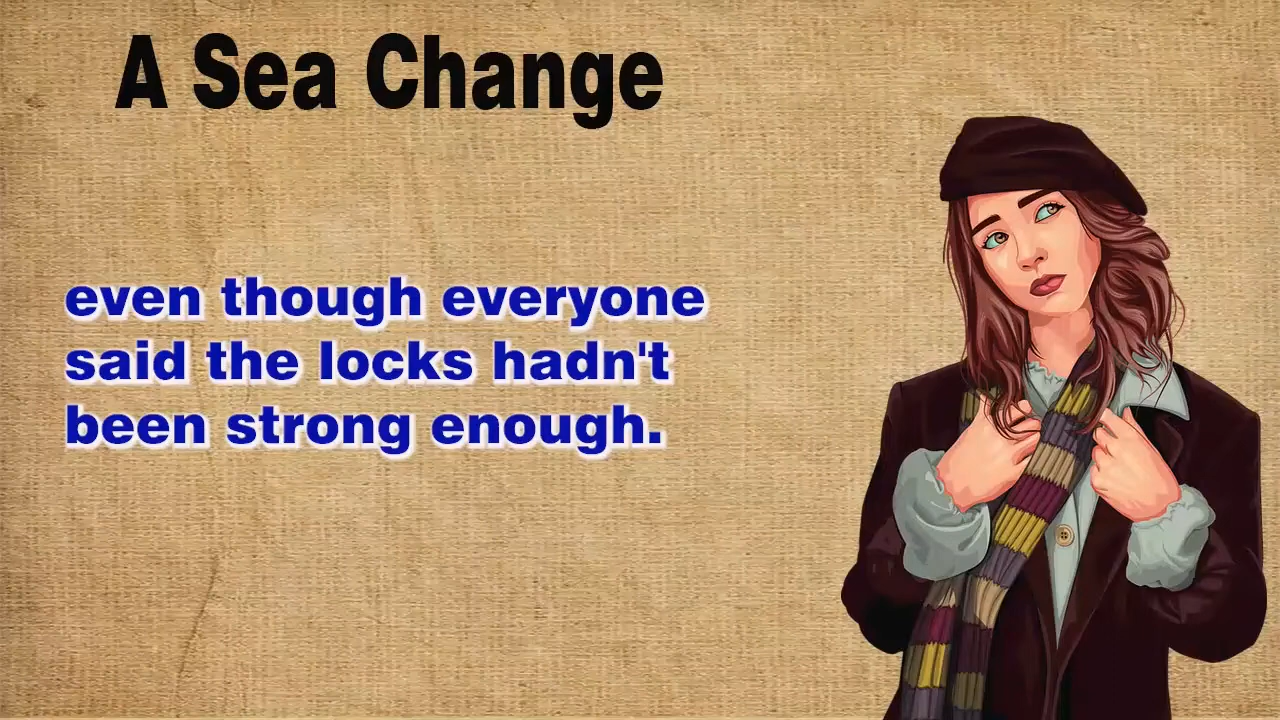 A Sea Change
even though everyone
said the locks hadn't
been strong enough.